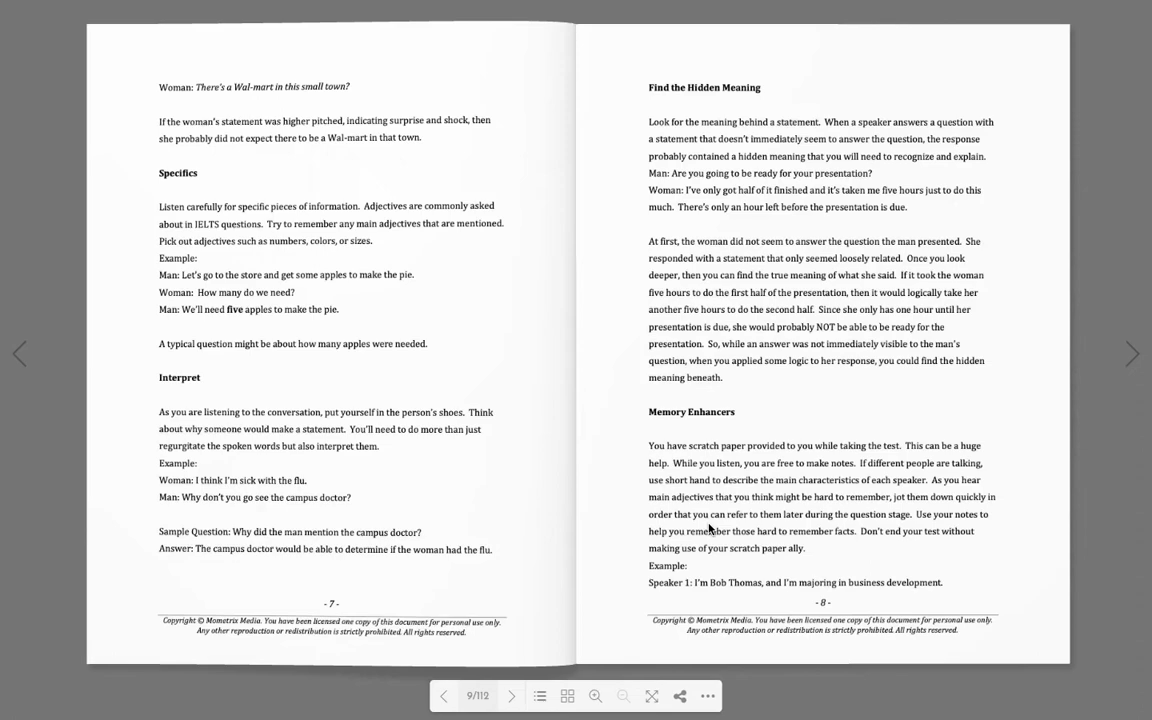 Woman: There's a Wal-mart in this small town?
If the woman's statement was higher pitched, indicating surprise and shock, then
she probably did not expect there to be a Wal-mart in that town.
Specifics
Listen carefully for specific pieces of information. Adjectives are commonly asked
about in IELTS questions. Try to remember any main adjectives that are mentioned.
Pick out adjectives such as numbers, colors, or sizes.
Example:
Man: Let's go to the store and get some apples to make the pie.
Woman: How many do we need?
Man: We'll need five apples to make the pie.
A typical question might be about how many apples were needed.
Interpret
As you are listening to the conversation, put yourself in the person's shoes. Think
about why someone would make a statement. You'll need to do more than just
regurgitate the spoken words but also interpret them.
Example:
Woman: I think I'm sick with the flu.
Man: Why don't you go see the campus doctor?
Sample Question: Why did the man mention the campus doctor?
Answer: The campus doctor would be able to determine if the woman had the flu.
- 7 -
Copyright © Mometrix Media. You have been licensed one copy of this document for personal use only.
Any other reproduction or redistribution is strictly prohibited. All rights reserved.
Find the Hidden Meaning
Look for the meaning behind a statement. When a speaker answers a question with
a statement that doesn't immediately seem to answer the question, the response
probably contained a hidden meaning that you will need to recognize and explain.
Man: Are you going to be ready for your presentation?
Woman: I've only got half of it finished and it's taken me five hours just to do this
much. There's only an hour left before the presentation is due.
At first, the woman did not seem to answer the question the man presented. She
responded with a statement that only seemed loosely related. Once you look
deeper, then you can find the true meaning of what she said. If it took the woman
five hours to do the first half of the presentation, then it would logically take her
another five hours to do the second half. Since she only has one hour until her
presentation is due, she would probably NOT be able to be ready for the
presentation. So, while an answer was not immediately visible to the man's
question, when you applied some logic to her response, you could find the hidden
meaning beneath.
Memory Enhancers
You have scratch paper provided to you while taking the test. This can be a huge
help. While you listen, you are free to make notes. If different people are talking,
use short hand to describe the main characteristics of each speaker. As you hear
main adjectives that you think might be hard to remember, jot them down quickly in
order that you can refer to them later during the question stage. Use your notes to
help you remember those hard to remember facts. Don't end your test without
making use of your scratch paper ally.
Example:
Speaker 1: I'm Bob Thomas, and I'm majoring in business development.
- 8 -
Copyright © Mometrix Media. You have been licensed one copy of this document for personal use only.
Any other reproduction or redistribution is strictly prohibited. All rights reserved.
9/112